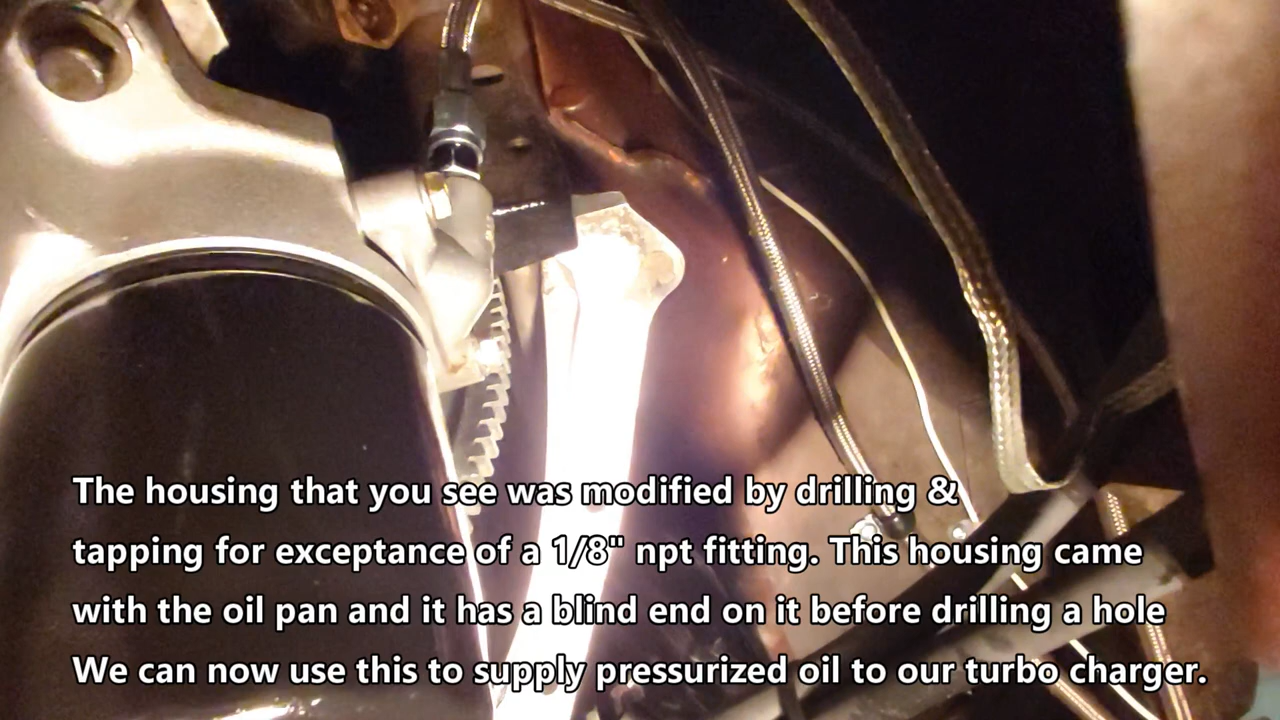 The housing that you see was modified by drilling &
tapping for exceptance of a 1/8" npt fitting. This housing came
with the oil pan and it has a blind end on it before drilling a hole
We can now use this to supply pressurized oil to our turbo charger.